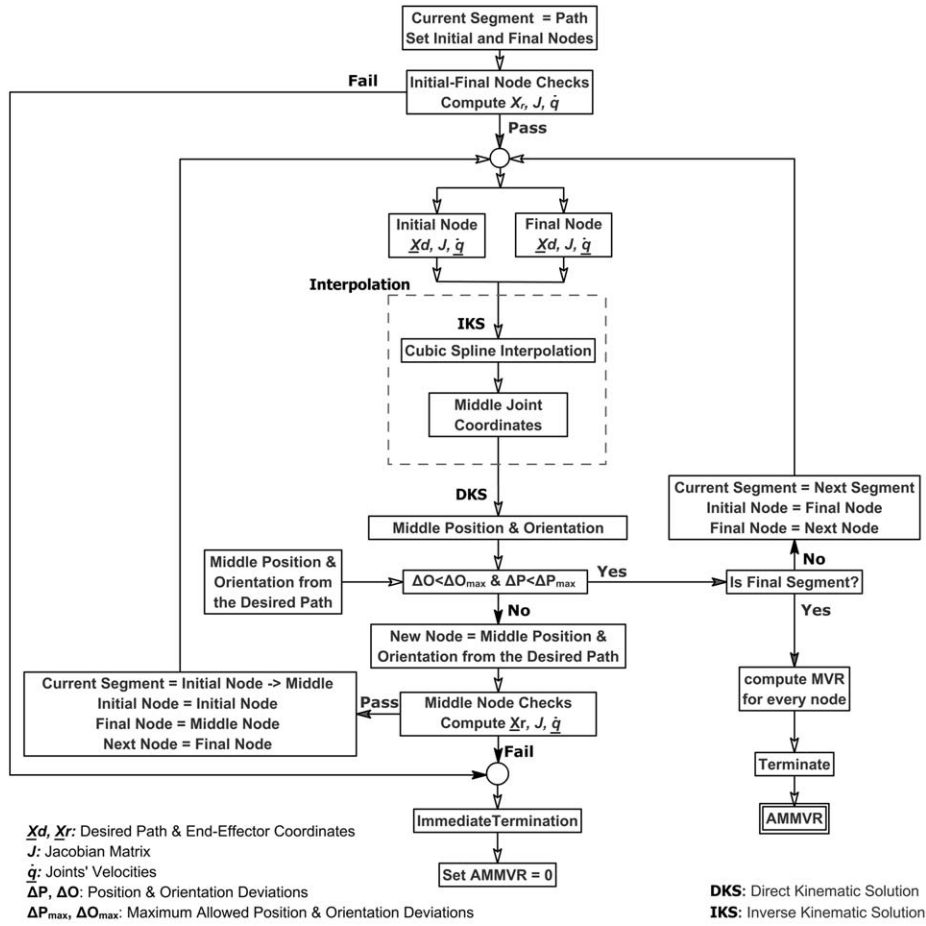 Current Segment = Path
Set Initial and Final Nodes
Fail
Initial-Final Node Checks
Compute Xr, J, q̇
Pass
Initial Node
Xd, J, q̇
Final Node
Xd, J, q̇
Interpolation
IKS
Cubic Spline Interpolation
Middle Joint
Coordinates
DKS
Middle Position & Orientation
Current Segment = Next Segment
Initial Node = Final Node
Final Node = Next Node
No
Middle Position &
Orientation from
the Desired Path
ΔO<ΔOmax & ΔP<ΔPmax
Yes
Is Final Segment?
Yes
No
New Node = Middle Position &
Orientation from the Desired Path
Current Segment = Initial Node -> Middle
Initial Node = Initial Node
Final Node = Middle Node
Next Node = Final Node
Pass
Middle Node Checks
Compute Xr, J, q̇
Fail
compute MVR
for every node
Terminate
AMMVR
ImmediateTermination
Set AMMVR = 0
Xd, Xr: Desired Path & End-Effector Coordinates
J: Jacobian Matrix
q̇: Joints' Velocities
ΔP, ΔO: Position & Orientation Deviations
ΔPmax, ΔOmax: Maximum Allowed Position & Orientation Deviations
DKS: Direct Kinematic Solution
IKS: Inverse Kinematic Solution